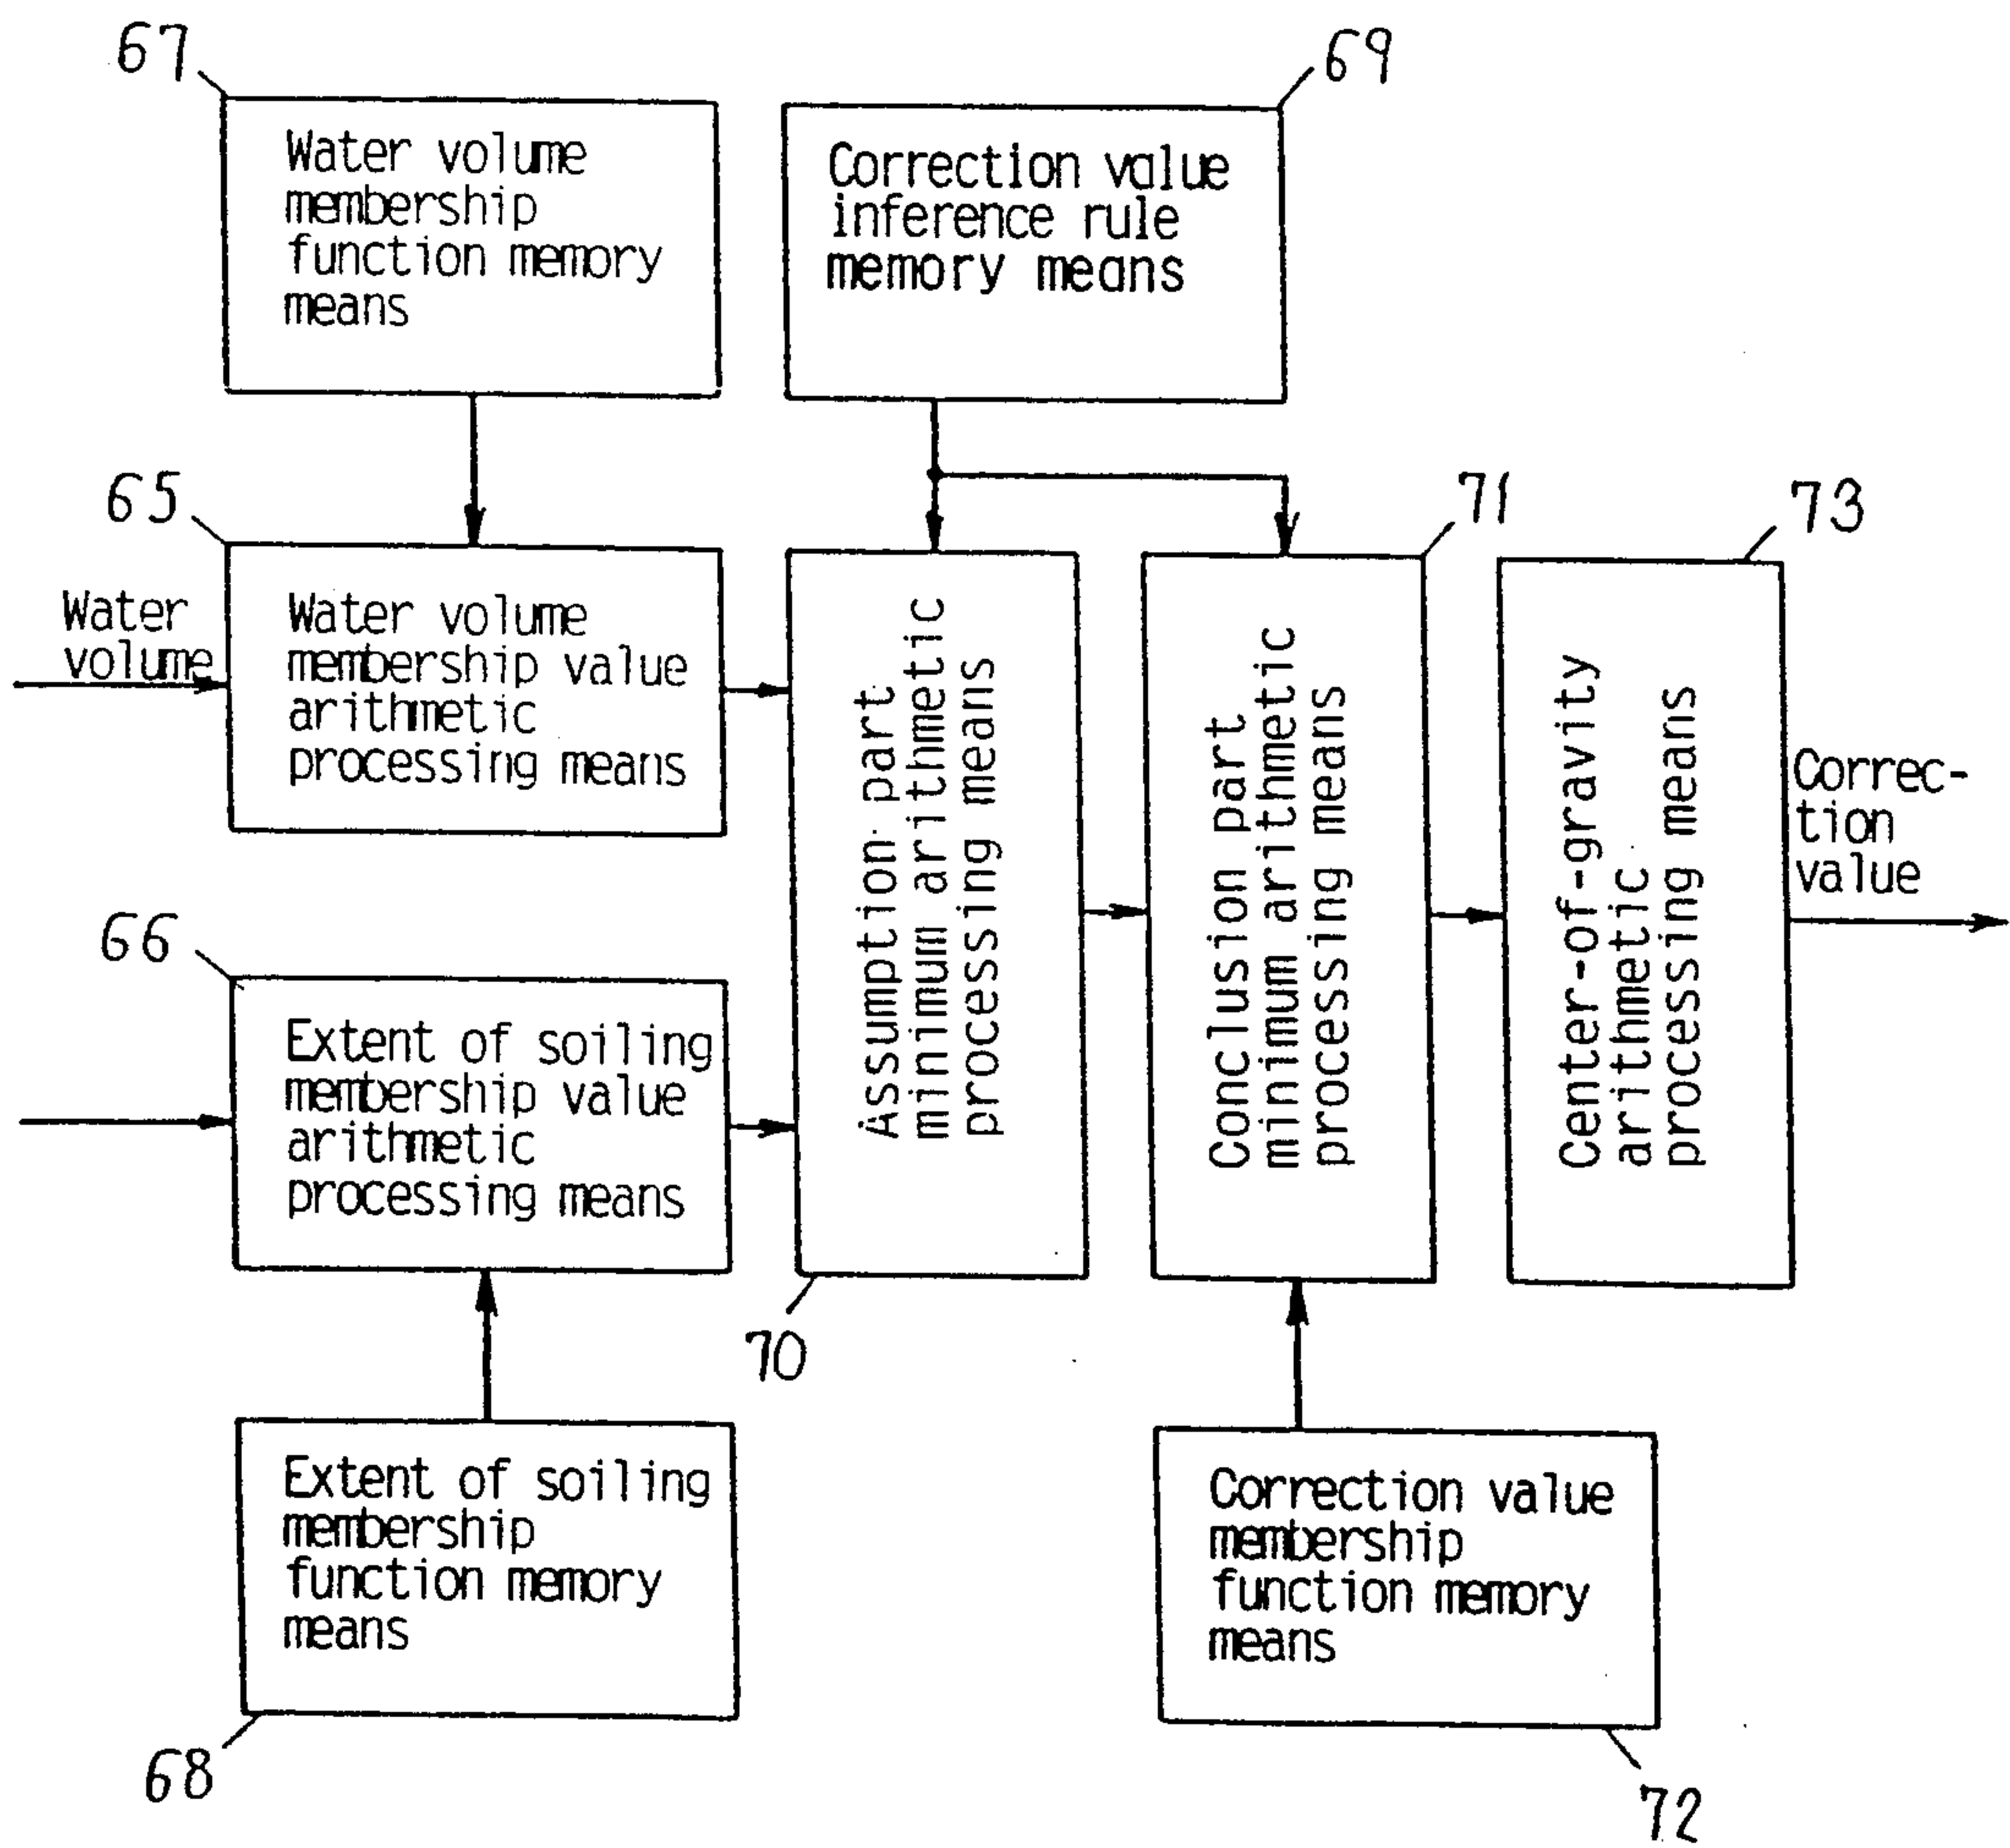 67
Water volume
membership
function memory
means
69
Correction value
inference rule
memory means
65
Water
volume
Water volume
membership value
arithmetic
processing means
66
Extent of soiling
membership value
arithmetic
processing means
Assumption part
minimum arithmetic
processing means
70
71
Conclusion part
minimum arithmetic
processing means
73
Center-of-gravity
arithmetic
processing means
Correc-
tion
value
Extent of soiling
membership
function memory
means
68
Correction value
membership
function memory
means
72